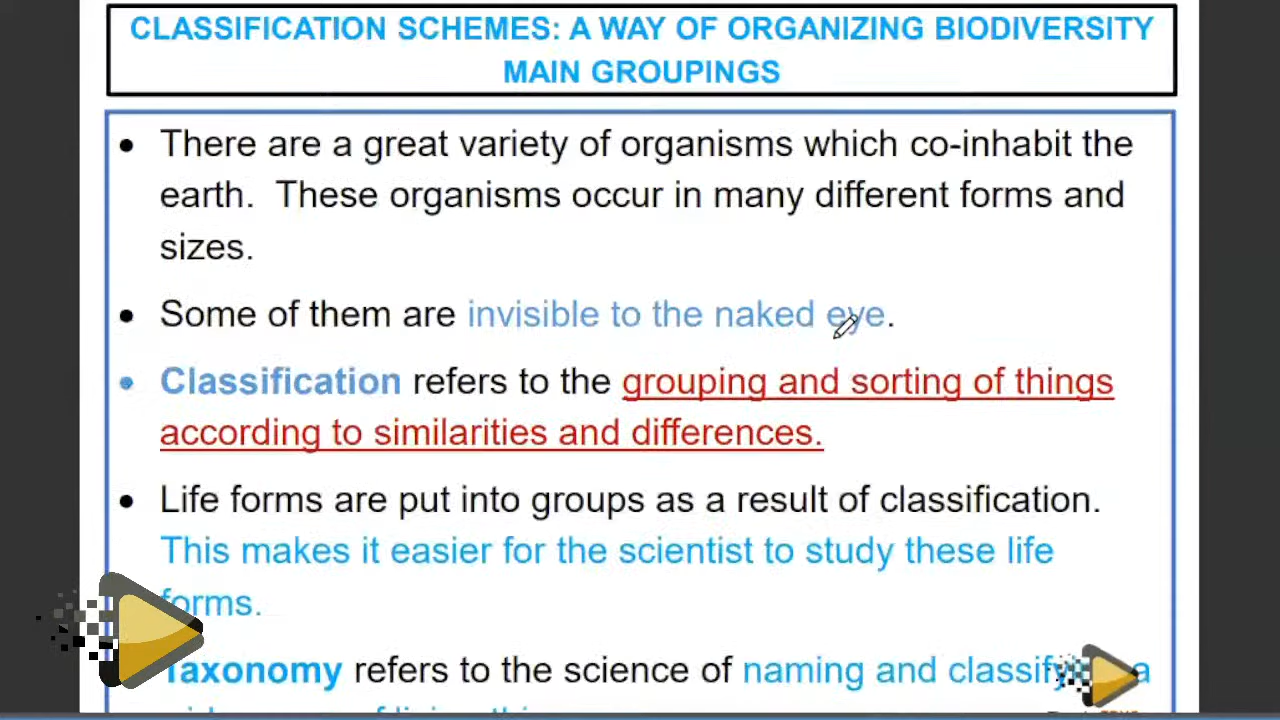 CLASSIFICATION SCHEMES: A WAY OF ORGANIZING BIODIVERSITY
MAIN GROUPINGS
• There are a great variety of organisms which co-inhabit the
earth. These organisms occur in many different forms and
sizes.
• Some of them are invisible to the naked eye.
• Classification refers to the grouping and sorting of things
according to similarities and differences.
• Life forms are put into groups as a result of classification.
This makes it easier for the scientist to study these life
forms.
Taxonomy refers to the science of naming and a